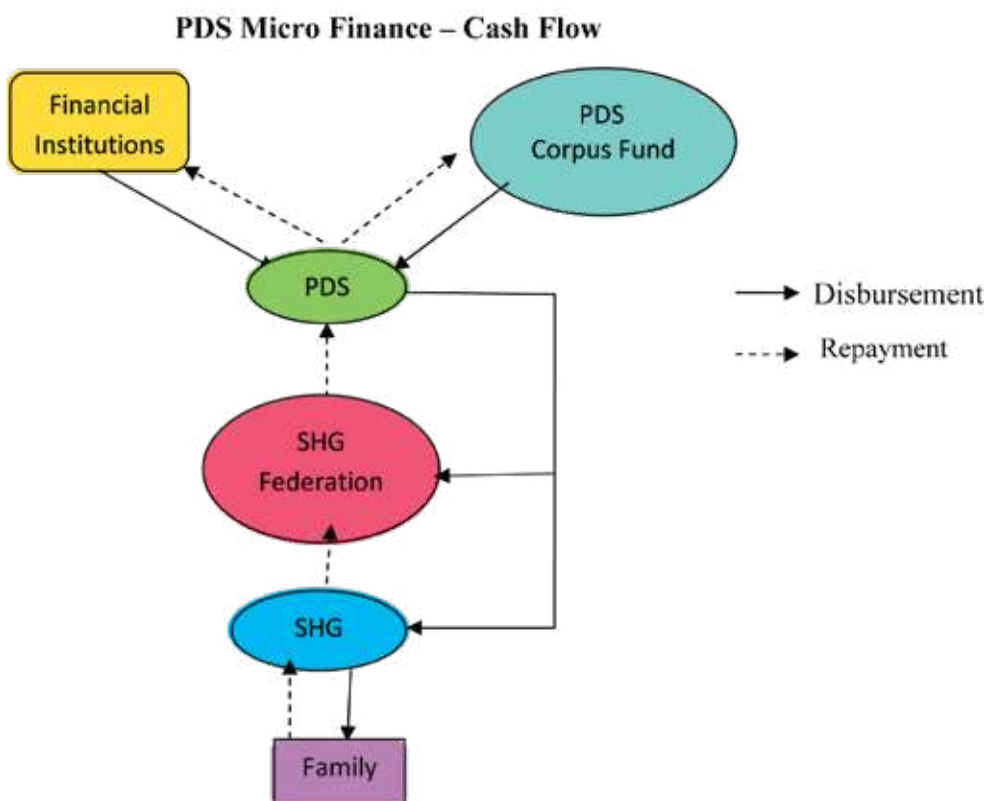 PDS Micro Finance – Cash Flow
Financial
Institutions
PDS
Corpus Fund
PDS
Disbursement
Repayment
SHG
Federation
SHG
Family